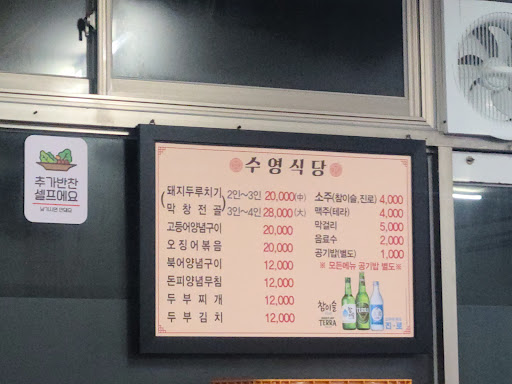 추가반찬
셀프에요
수영식당
돼지두루치기 2인~3인 20,000(中)
막창전골 3인~4인 28,000(大)
고등어양념구이 20,000
오징어볶음 20,000
북어양념구이 12,000
돈피양념무침 12,000
두부찌개 12,000
두부김치 12,000
소주(참이슬,진로) 4,000
맥주(테라) 4,000
막걸리 5,000
음료수 2,000
공기밥(별도) 1,000
※ 모든메뉴 공기밥 별도 ※
참이슬
TERRA
진로